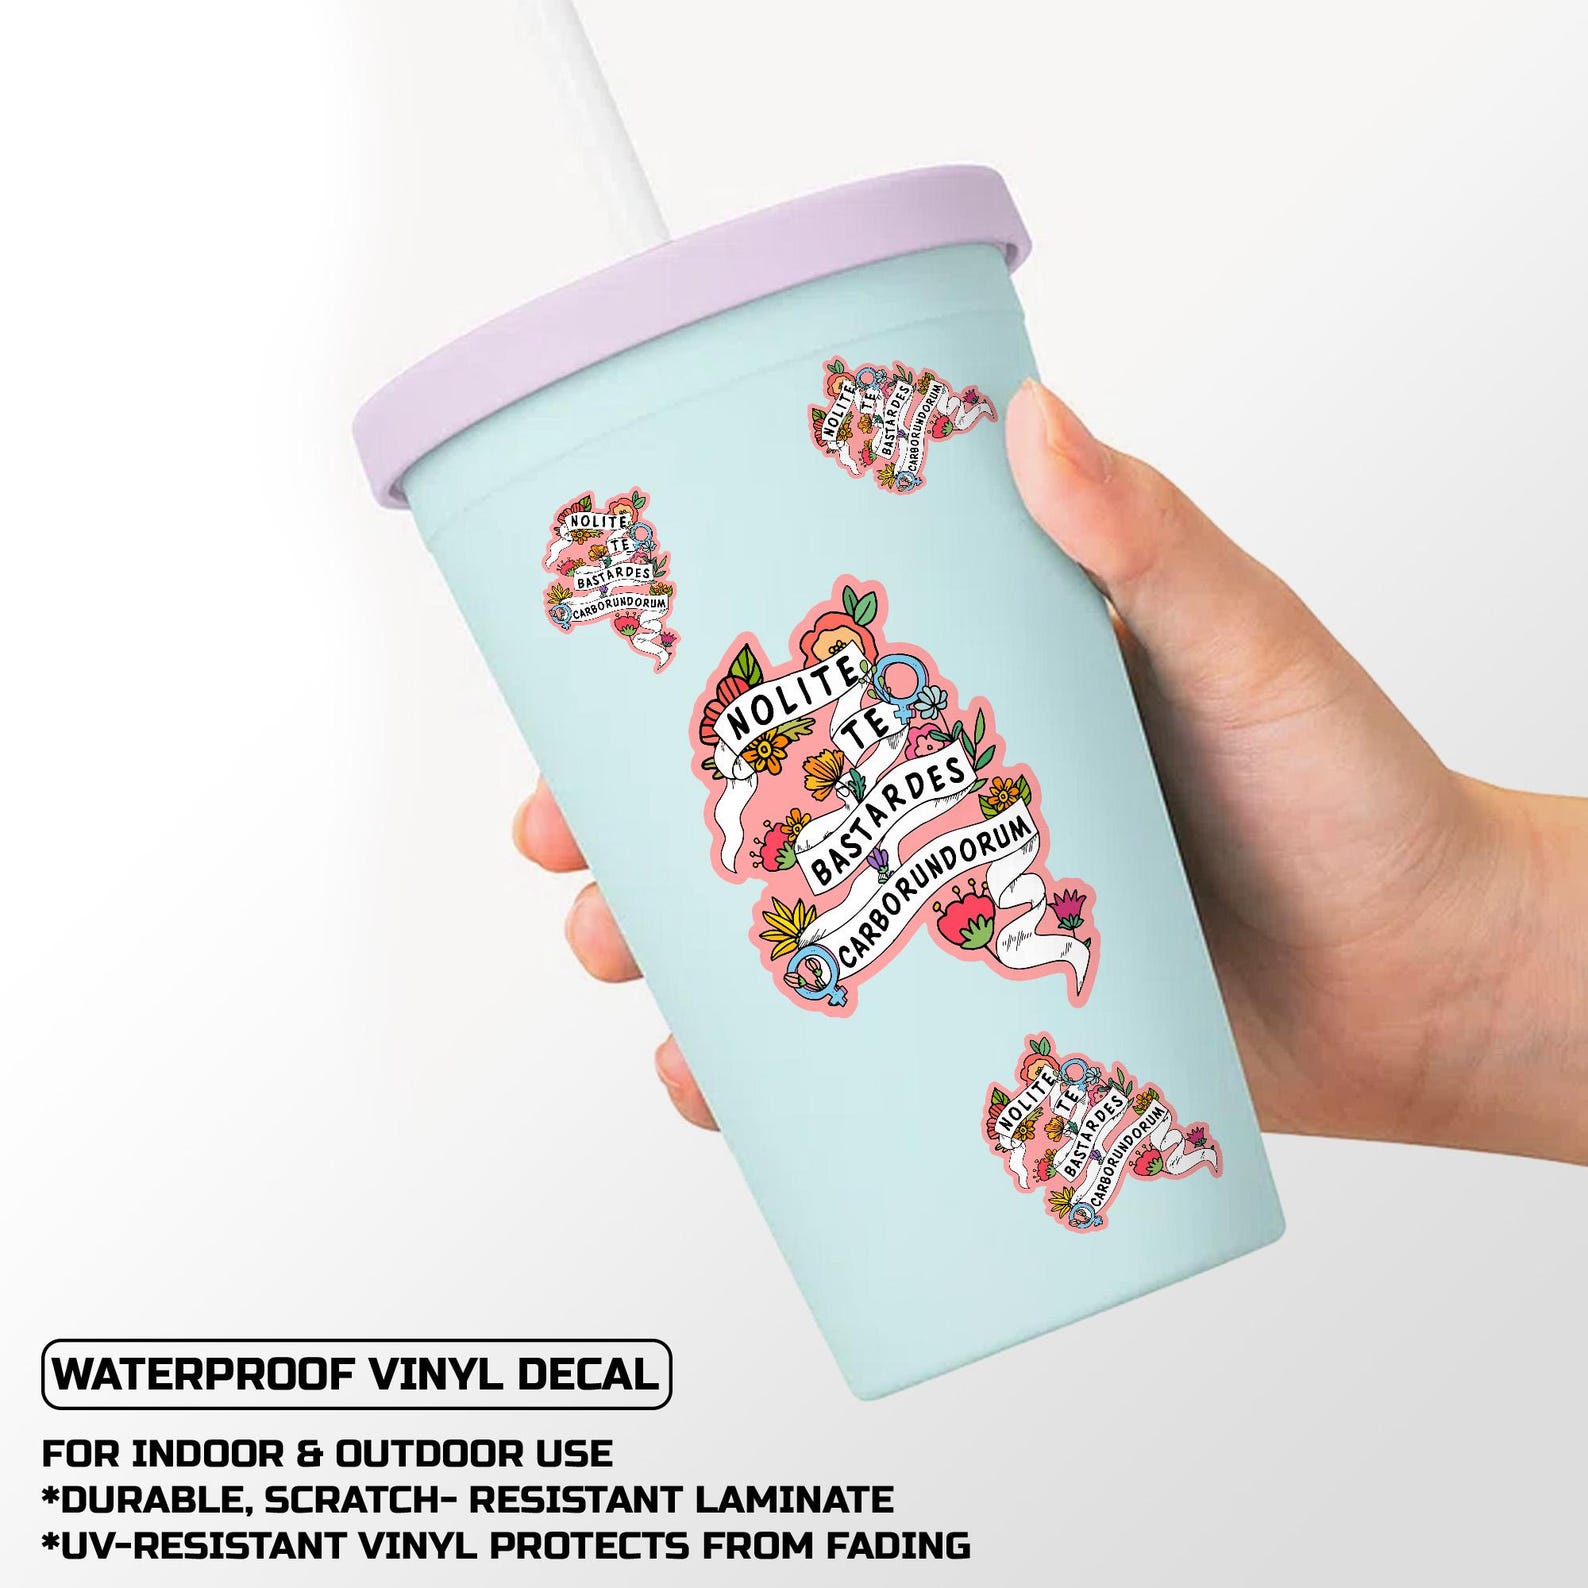 NOLITE
TE
BASTARDES
CARBORUNDORUM
NOLITE
TE
BASTARDES
CARBORUNDORUM
NOLITE
TE
BASTARDES
CARBORUNDORUM
NOLITE
TE
BASTARDES
CARBORUNDORUM
WATERPROOF VINYL DECAL
FOR INDOOR & OUTDOOR USE
*DURABLE, SCRATCH- RESISTANT LAMINATE
*UV-RESISTANT VINYL PROTECTS FROM FADING